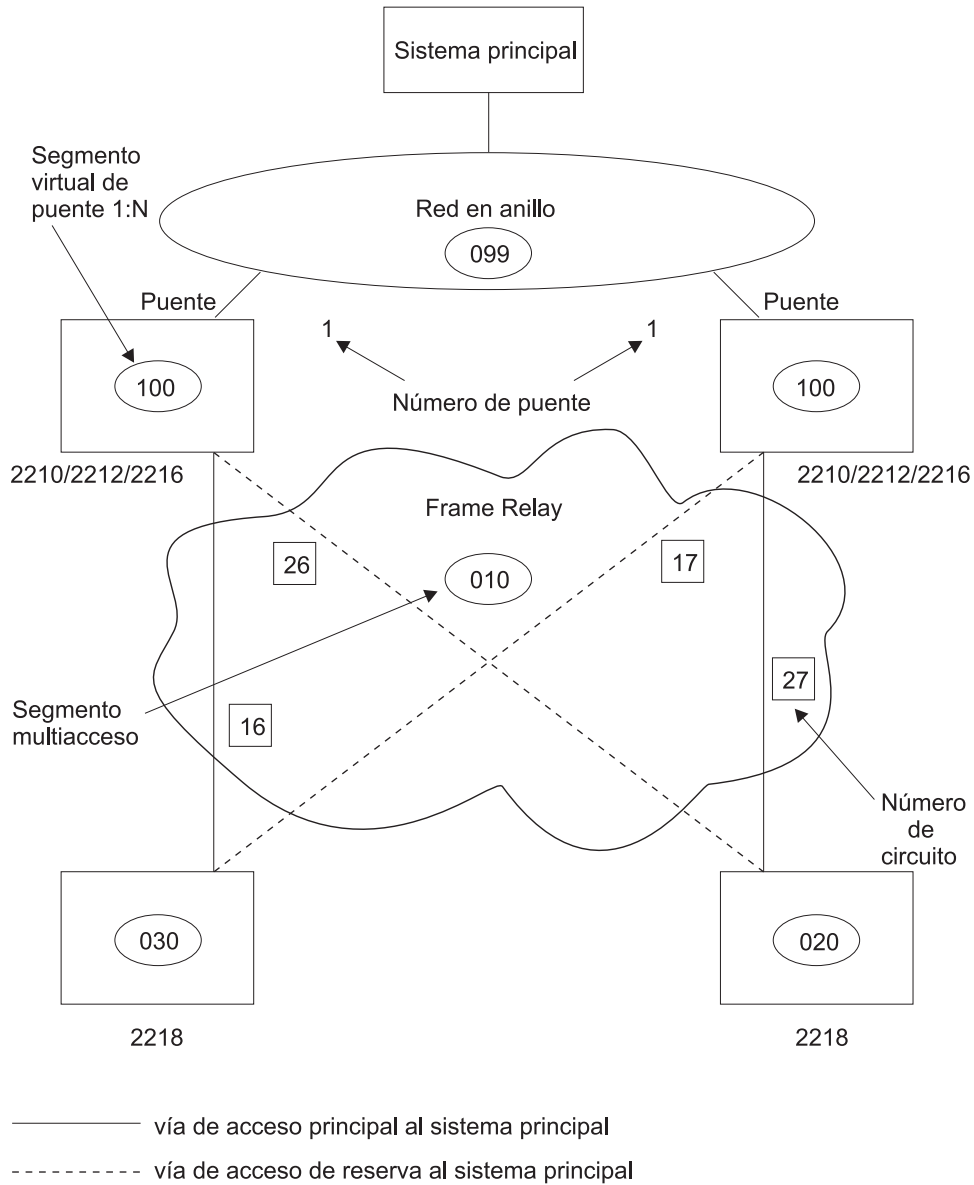 Sistema principal
Segmento
virtual de
puente 1:N
Red en anillo
099
Puente
Puente
1
1
100
100
Número de puente
2210/2212/2216
2210/2212/2216
Frame Relay
26
010
17
27
Segmento
multiacceso
16
Número
de
circuito
030
020
2218
2218
vía de acceso principal al sistema principal
vía de acceso de reserva al sistema principal